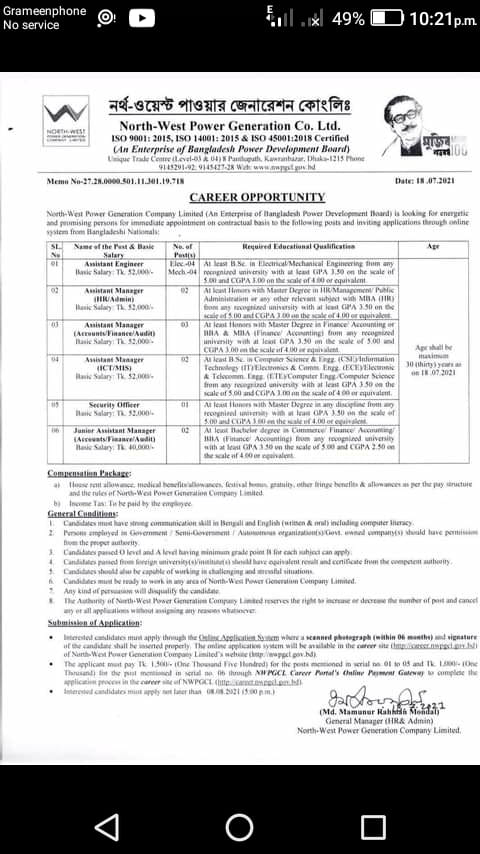 Grameenphone
No service
E
49%
10:21p.m.
নর্থ-ওয়েস্ট পাওয়ার জেনারেশন কোংলিঃ
North-West Power Generation Co. Ltd.
ISO 9001: 2015, ISO 14001: 2015 & ISO 45001:2018 Certified
(An Enterprise of Bangladesh Power Development Board)
Unique Trade Centre (Level-03 & 04) 8 Panthapath, Kawranbazar, Dhaka-1215 Phone
9145291-92; 9145427-28 Web: www.nwpgcl.gov.bd
NORTH-WEST
POWER GENERATION
COMPANY LIMITED
মুজিব
100
Memo No-27.28.0000.501.11.301.19.718
Date: 18 .07.2021
CAREER OPPORTUNITY
North-West Power Generation Company Limited (An Enterprise of Bangladesh Power Development Board) is looking for energetic
and promising persons for immediate appointment on contractual basis to the following posts and inviting applications through online
system from Bangladeshi Nationals:
SL. No
Name of the Post & Basic Salary
No. of Post(s)
Required Educational Qualification
Age
01
Assistant Engineer
Basic Salary: Tk. 52,000/-
Elec.-04
Mech.-04
At least B.Sc. in Electrical/Mechanical Engineering from any
recognized university with at least GPA 3.50 on the scale of
5.00 and CGPA 3.00 on the scale of 4.00 or equivalent.
02
Assistant Manager
(HR/Admin)
Basic Salary: Tk. 52,000/-
02
At least Honors with Master Degree in HR/Management/ Public
Administration or any other relevant subject with MBA (HR)
from any recognized university with at least GPA 3.50 on the
scale of 5.00 and CGPA 3.00 on the scale of 4.00 or equivalent.
03
Assistant Manager
(Accounts/Finance/Audit)
Basic Salary: Tk. 52,000/-
03
At least Honors with Master Degree in Finance/ Accounting or
BBA & MBA (Finance/ Accounting) from any recognized
university with at least GPA 3.50 on the scale of 5.00 and
CGPA 3.00 on the scale of 4.00 or equivalent.
04
Assistant Manager
(ICT/MIS)
Basic Salary: Tk. 52,000/-
02
At least B.Sc. in Computer Science & Engg. (CSE)/Information
Technology (IT)/Electronics & Comm. Engg. (ECE)/Electronic
& Telecomm. Engg. (ETE)/Computer Engg./Computer Science
from any recognized university with at least GPA 3.50 on the
scale of 5.00 and CGPA 3.00 on the scale of 4.00 or equivalent.
05
Security Officer
Basic Salary: Tk. 52,000/-
01
At least Honors with Master Degree in any discipline from any
recognized university with at least GPA 3.50 on the scale of
5.00 and CGPA 3.00 on the scale of 4.00 or equivalent.
06
Junior Assistant Manager
(Accounts/Finance/Audit)
Basic Salary: Tk. 40,000/-
02
At least Bachelor degree in Commerce/ Finance/ Accounting/
BBA (Finance/ Accounting) from any recognized university
with at least GPA 3.50 on the scale of 5.00 and CGPA 2.50 on
the scale of 4.00 or equivalent.
Age shall be
maximum
30 (thirty) years as
on 18 .07.2021
Compensation Package:
a) House rent allowance, medical benefits/allowances, festival bonus, gratuity, other fringe benefits & allowances as per the pay structure
and the rules of North-West Power Generation Company Limited.
b) Income Tax: To be paid by the employee.
General Conditions:
1. Candidates must have strong communication skill in Bengali and English (written & oral) including computer literacy.
2. Persons employed in Government / Semi-Government / Autonomous organization(s)/Govt. owned company(s) should have permission
from the proper authority.
3. Candidates passed O level and A level having minimum grade point B for each subject can apply.
4. Candidates passed from foreign university(s)/institute(s) should have equivalent result and certificate from the competent authority.
5. Candidates should also be capable of working in challenging and stressful situations.
6. Candidates must be ready to work in any area of North-West Power Generation Company Limited.
7. Any kind of persuasion will disqualify the candidate.
8. The Authority of North-West Power Generation Company Limited reserves the right to increase or decrease the number of post and cancel
any or all applications without assigning any reasons whatsoever.
Submission of Application:
• Interested candidates must apply through the Online Application System where a scanned photograph (within 06 months) and signature
of the candidate shall be inserted properly. The online application system will be available in the career site (http://career.nwpgcl.gov.bd)
of North-West Power Generation Company Limited's website (http://nwpgcl.gov.bd).
• The applicant must pay Tk. 1,500/- (One Thousand Five Hundred) for the posts mentioned in serial no. 01 to 05 and Tk. 1,000/- (One
Thousand) for the post mentioned in serial no. 06 through NWPGCL Career Portal's Online Payment Gateway to complete the
application process in the career site of NWPGCL (http://career.nwpgcl.gov.bd).
• Interested candidates must apply not later than 08.08.2021 (5:00 p.m.)
(Md. Mamunur Rahman Mondal)
General Manager (HR& Admin)
North-West Power Generation Company Limited.